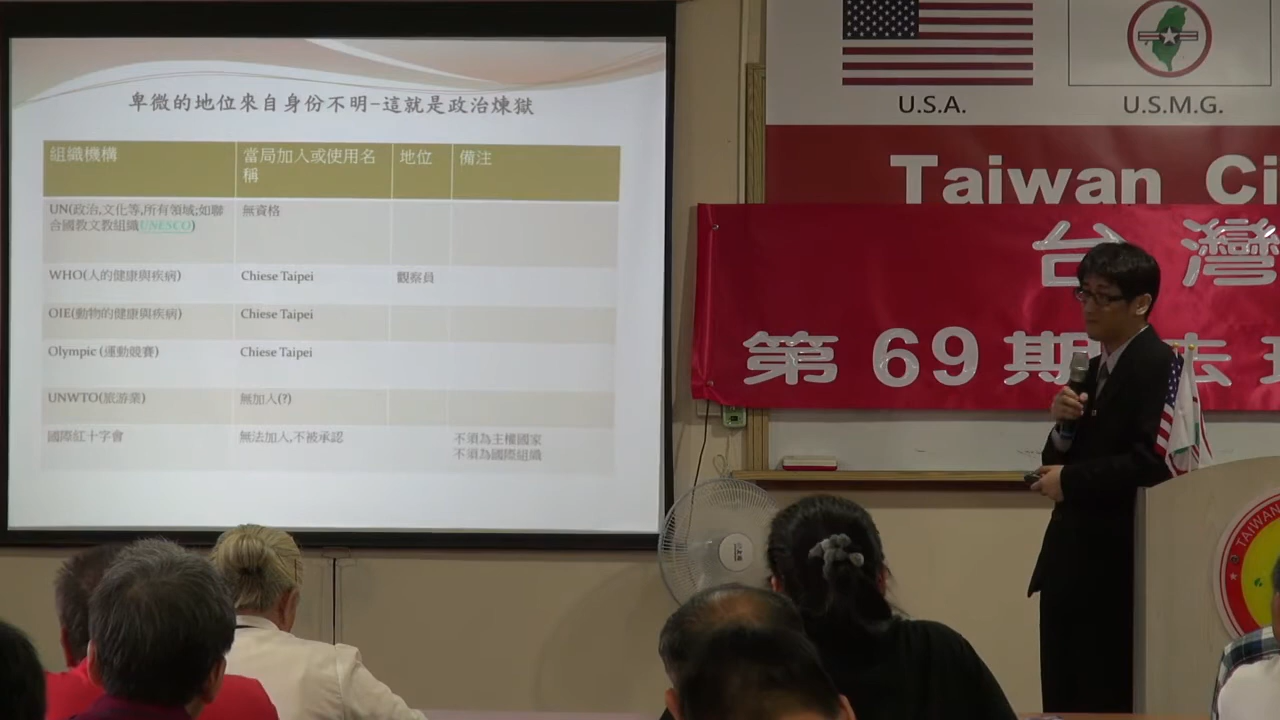 卑微的地位來自身份不明-這就是政治煉獄
組織機構 當局加入或使用名稱 地位 備注
UN(政治,文化等,所有領域;如聯合國教文教組織UNESCO) 無資格
WHO(人的健康與疾病) Chiese Taipei 觀察員
OIE(動物的健康與疾病) Chiese Taipei
Olympic (運動競賽) Chiese Taipei
UNWTO(旅游業) 無加入(?)
國際紅十字會 無法加入,不被承認 不須為主權國家
不須為國際組織
U.S.A.
U.S.M.G.
Taiwan Ci
台灣
第 69 期法
TAIWAN